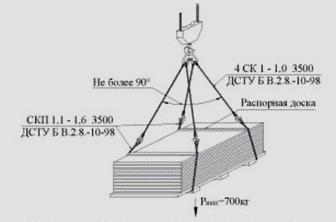 4 СК 1 - 1,0 3500
ДСТУ Б В.2.8.-10-98
Не более 90°
Распорная доска
СКП 1,1 - 1,6 3500
ДСТУ Б В.2.8.-10-98
Pмакс=700кг